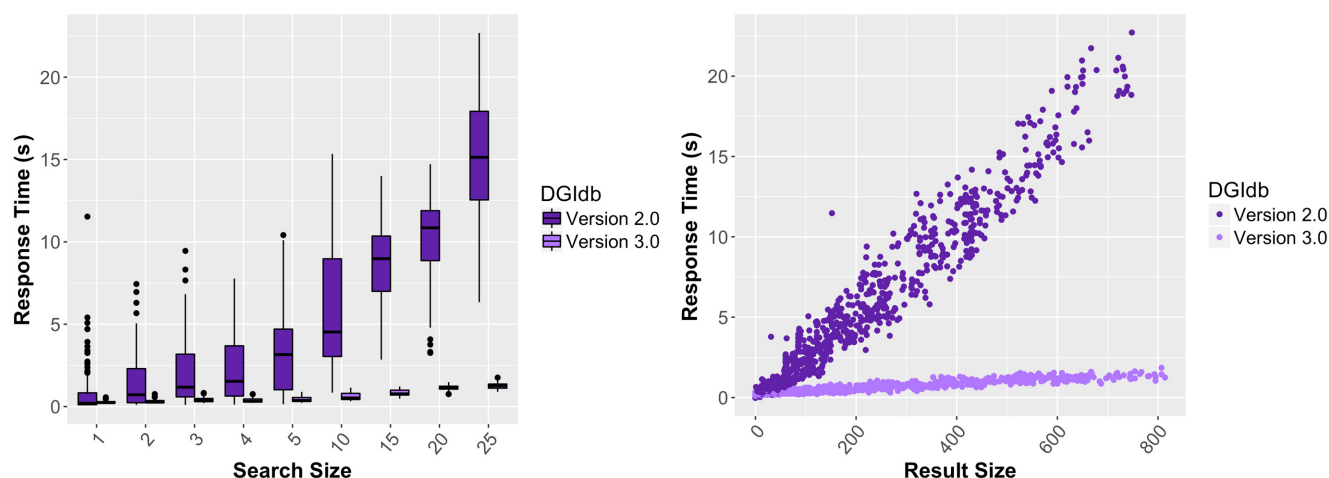 Response Time (s)
20
15
10
5
0
1 2 3 4 5 10 15 20 25
Search Size
DGIdb
Version 2.0
Version 3.0
Response Time (s)
20
15
10
5
0
0 200 400 600 800
Result Size
DGIdb
Version 2.0
Version 3.0